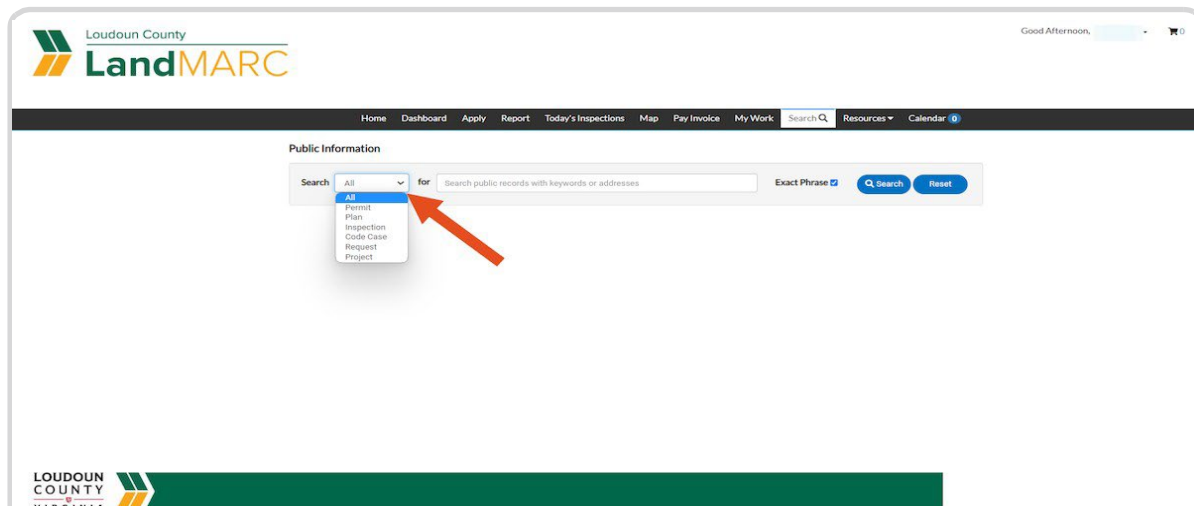 Loudoun County
LandMARC
Good Afternoon,
0
Home Dashboard Apply Report Today's Inspections Map Pay Invoice My Work Search Resources Calendar 0
Public Information
Search All for Search public records with keywords or addresses Exact Phrase Search Reset
All
Permit
Plan
Inspection
Code Case
Request
Project
LOUDOUN
COUNTY
VIRGINIA